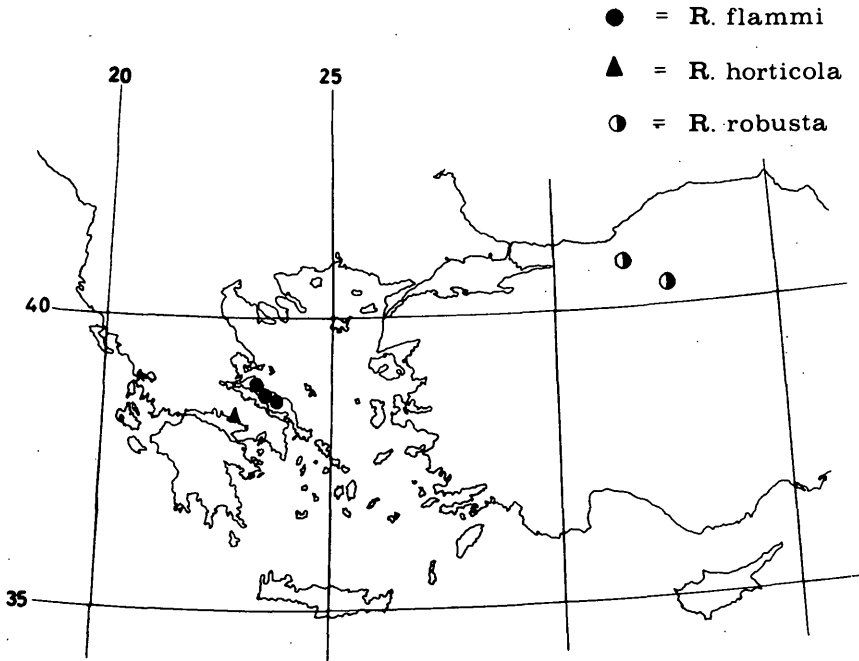 ● = R. flammi
▲ = R. horticola
◑ = R. robusta
20 25
40
35